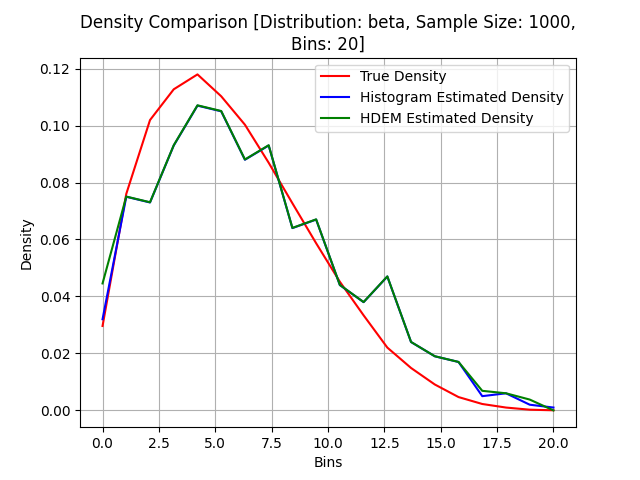 Density Comparison [Distribution: beta, Sample Size: 1000,
Bins: 20]
True Density
Histogram Estimated Density
HDEM Estimated Density
Density
0.12
0.10
0.08
0.06
0.04
0.02
0.00
0.0 2.5 5.0 7.5 10.0 12.5 15.0 17.5 20.0
Bins